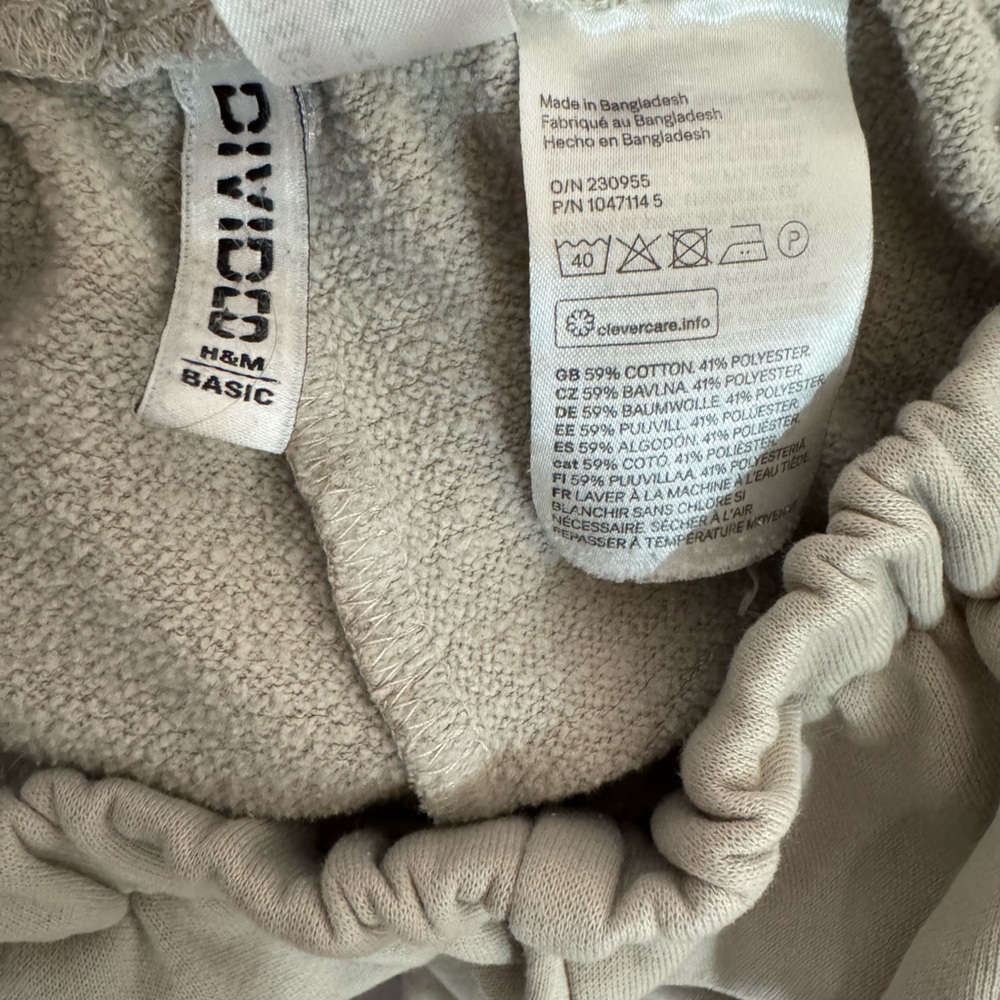 DIVIDED
H&M
BASIC
Made in Bangladesh
Fabriqué au Bangladesh
Hecho en Bangladesh
O/N 230955
P/N 1047114 5
40
P
clevercare.info
GB 59% COTTON. 41% POLYESTER.
CZ 59% BAVLNA. 41% POLYESTER
DE 59% BAUMWOLLE. 41% POLYESTER
EE 59% PUUVILL. 41% POLÜESTER.
ES 59% ALGODÓN. 41% POLIÉSTER.
cat 59% COTÓ. 41% POLIÈSTER.
FI 59% PUUVILLAA. 41% POLYESTERIÄ
FR LAVER À LA MACHINE À L'EAU TIÈDE.
BLANCHIR SANS CHLORE SI
NÉCESSAIRE. SÉCHER À L'AIR
REPASSER À TEMPÉRATURE MOYENNE